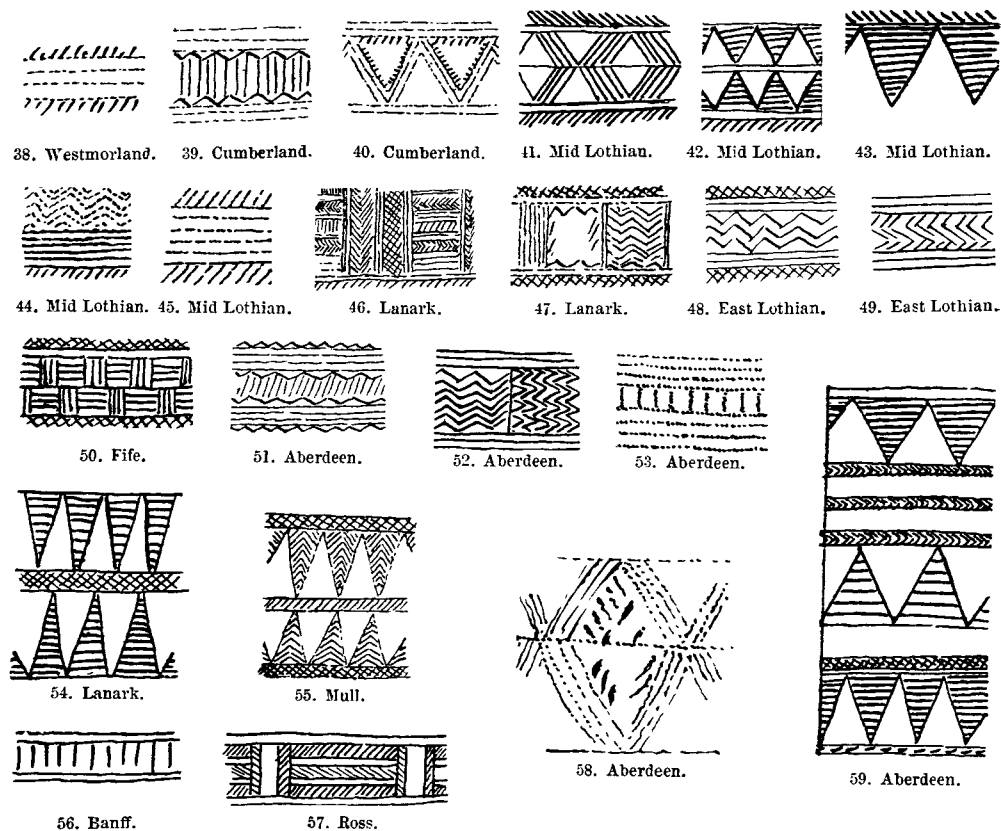 38. Westmorland. 39. Cumberland. 40. Cumberland. 41. Mid Lothian. 42. Mid Lothian. 43. Mid Lothian.
44. Mid Lothian. 45. Mid Lothian. 46. Lanark. 47. Lanark. 48. East Lothian. 49. East Lothian.
50. Fife. 51. Aberdeen. 52. Aberdeen. 53. Aberdeen.
54. Lanark. 55. Mull. 58. Aberdeen. 59. Aberdeen.
56. Banff. 57. Ross.